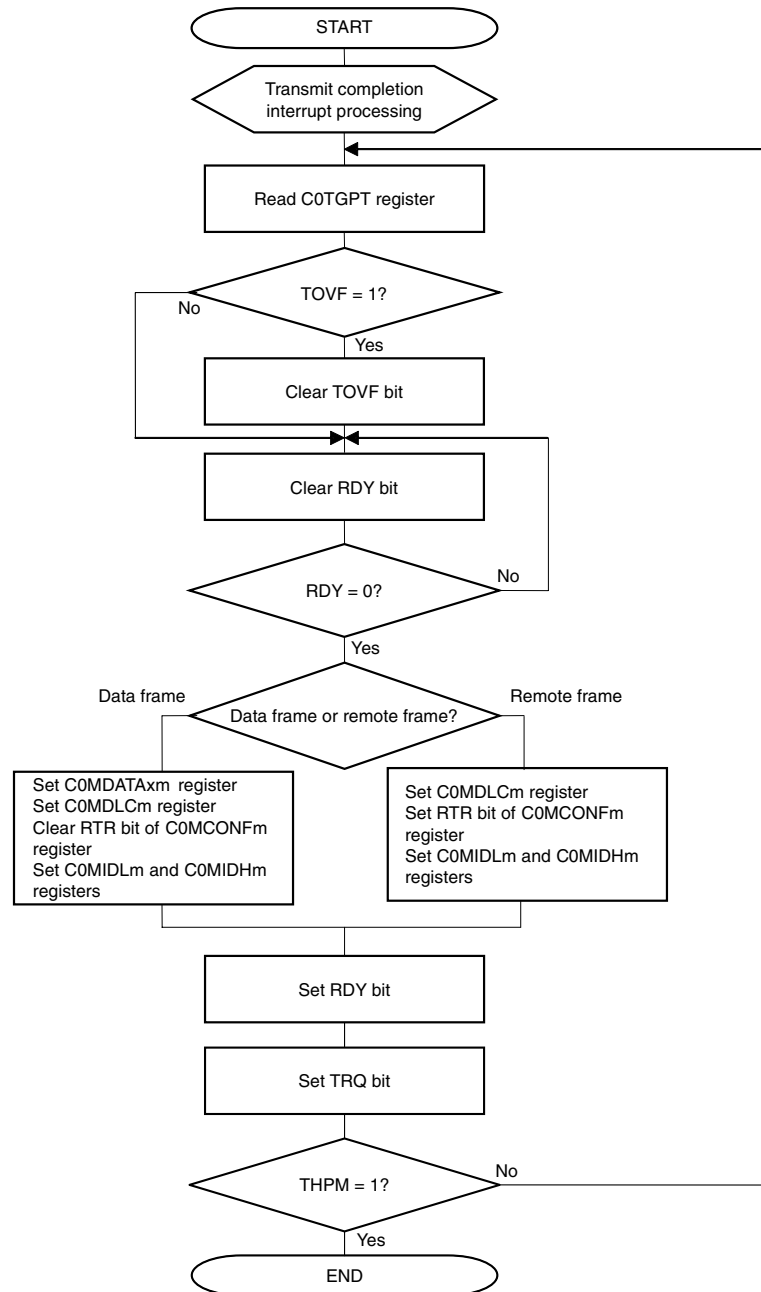 START
Transmit completion
interrupt processing
Read C0TGPT register
TOVF = 1?
No
Yes
Clear TOVF bit
Clear RDY bit
RDY = 0?
No
Yes
Data frame
Remote frame
Data frame or remote frame?
Set C0MDATAxm register
Set C0MDLCm register
Clear RTR bit of C0MCONFm
register
Set C0MIDLm and C0MIDHm
registers
Set C0MDLCm register
Set RTR bit of C0MCONFm
register
Set C0MIDLm and C0MIDHm
registers
Set RDY bit
Set TRQ bit
THPM = 1?
No
Yes
END